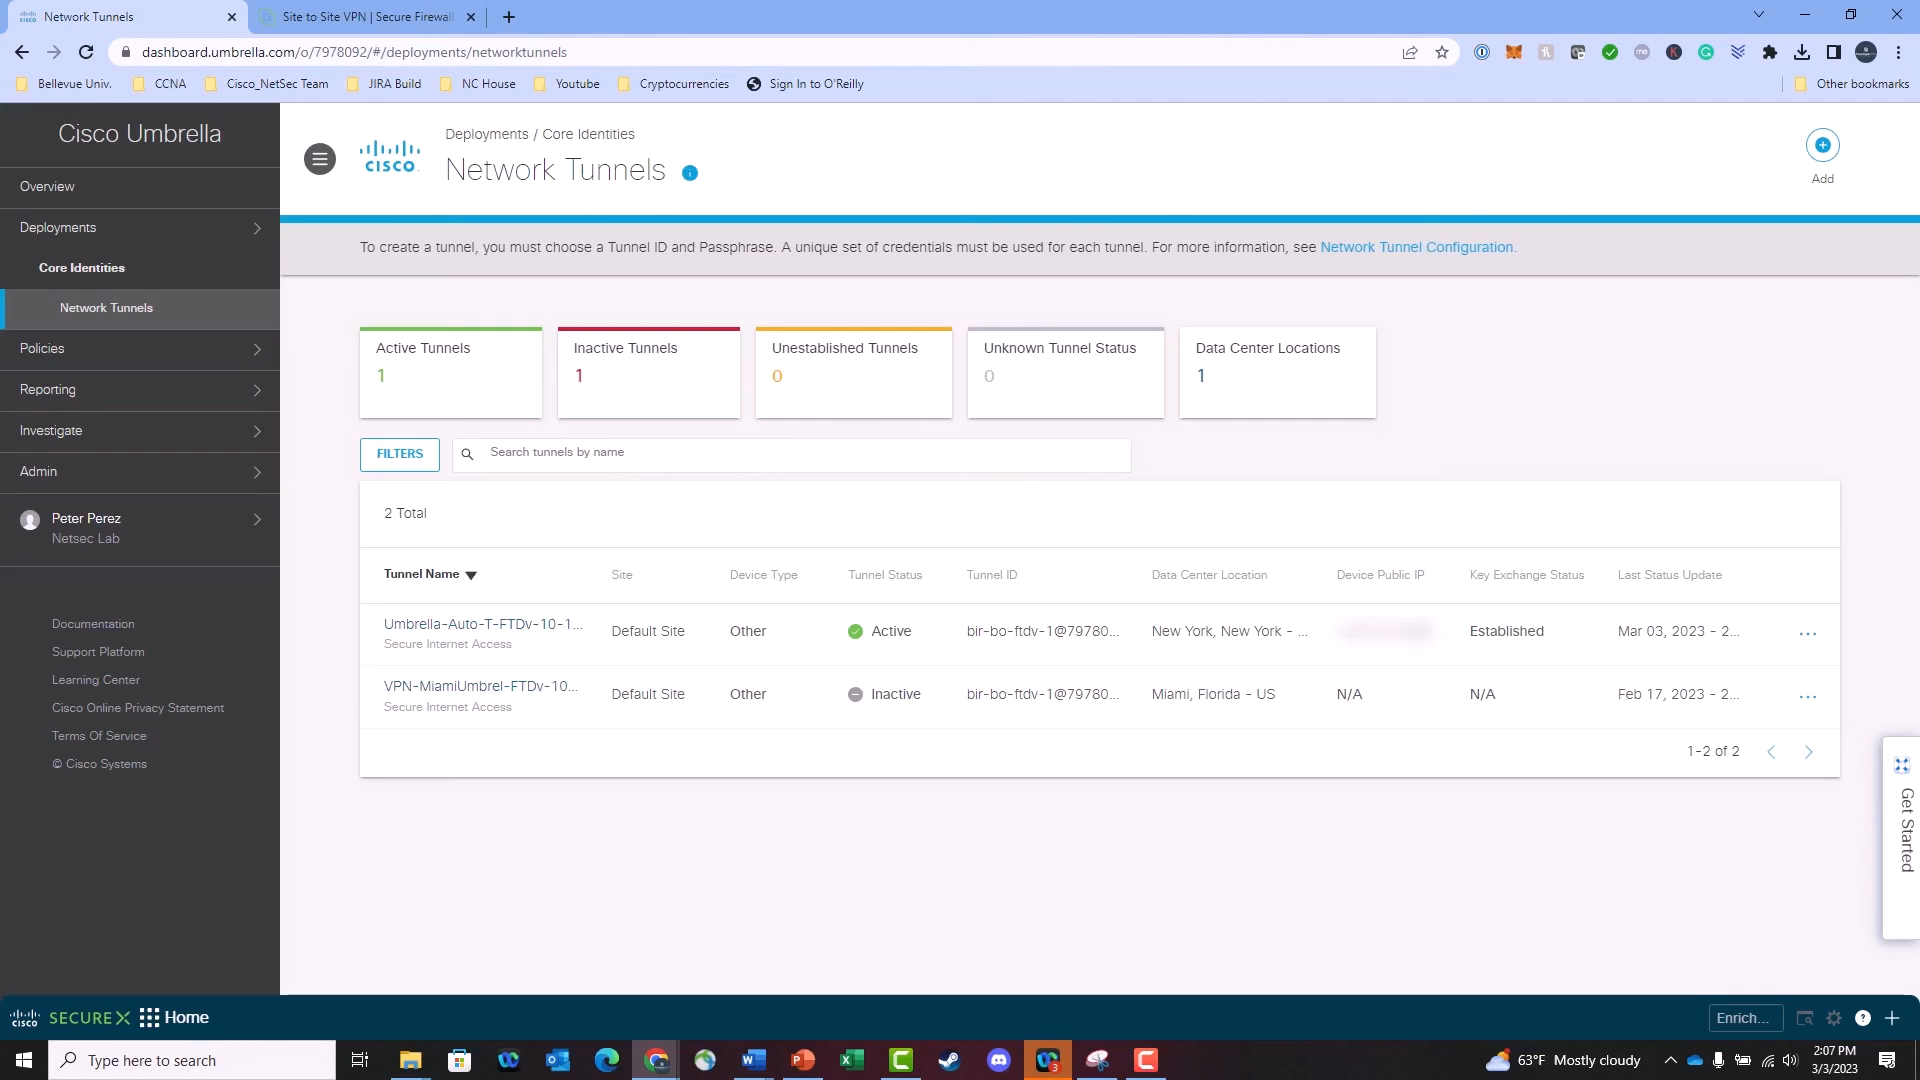 Network Tunnels
Site to Site VPN | Secure Firewall
dashboard.umbrella.com/o/7978092/#/deployments/networktunnels
Bellevue Univ.
CCNA
Cisco_NetSec Team
JIRA Build
NC House
Youtube
Cryptocurrencies
Sign In to O'Reilly
Other bookmarks
Cisco Umbrella
Overview
Deployments
Core Identities
Network Tunnels
Policies
Reporting
Investigate
Admin
Peter Perez
Netsec Lab
Documentation
Support Platform
Learning Center
Cisco Online Privacy Statement
Terms Of Service
© Cisco Systems
CISCO
Deployments / Core Identities
Network Tunnels
Add
To create a tunnel, you must choose a Tunnel ID and Passphrase. A unique set of credentials must be used for each tunnel. For more information, see Network Tunnel Configuration.
Active Tunnels
1
Inactive Tunnels
1
Unestablished Tunnels
0
Unknown Tunnel Status
0
Data Center Locations
1
FILTERS
Search tunnels by name
2 Total
Tunnel Name Site Device Type Tunnel Status Tunnel ID Data Center Location Device Public IP Key Exchange Status Last Status Update
Umbrella-Auto-T-FTDv-10-1... Default Site Other Active bir-bo-ftdv-1@79780... New York, New York - ... Established Mar 03, 2023 - 2... ...
Secure Internet Access
VPN-MiamiUmbrel-FTDv-10... Default Site Other Inactive bir-bo-ftdv-1@79780... Miami, Florida - US N/A N/A Feb 17, 2023 - 2... ...
Secure Internet Access
1-2 of 2
Get Started
CISCO SECUREX Home
Enrich...
Type here to search
3
63°F Mostly cloudy
2:07 PM
3/3/2023